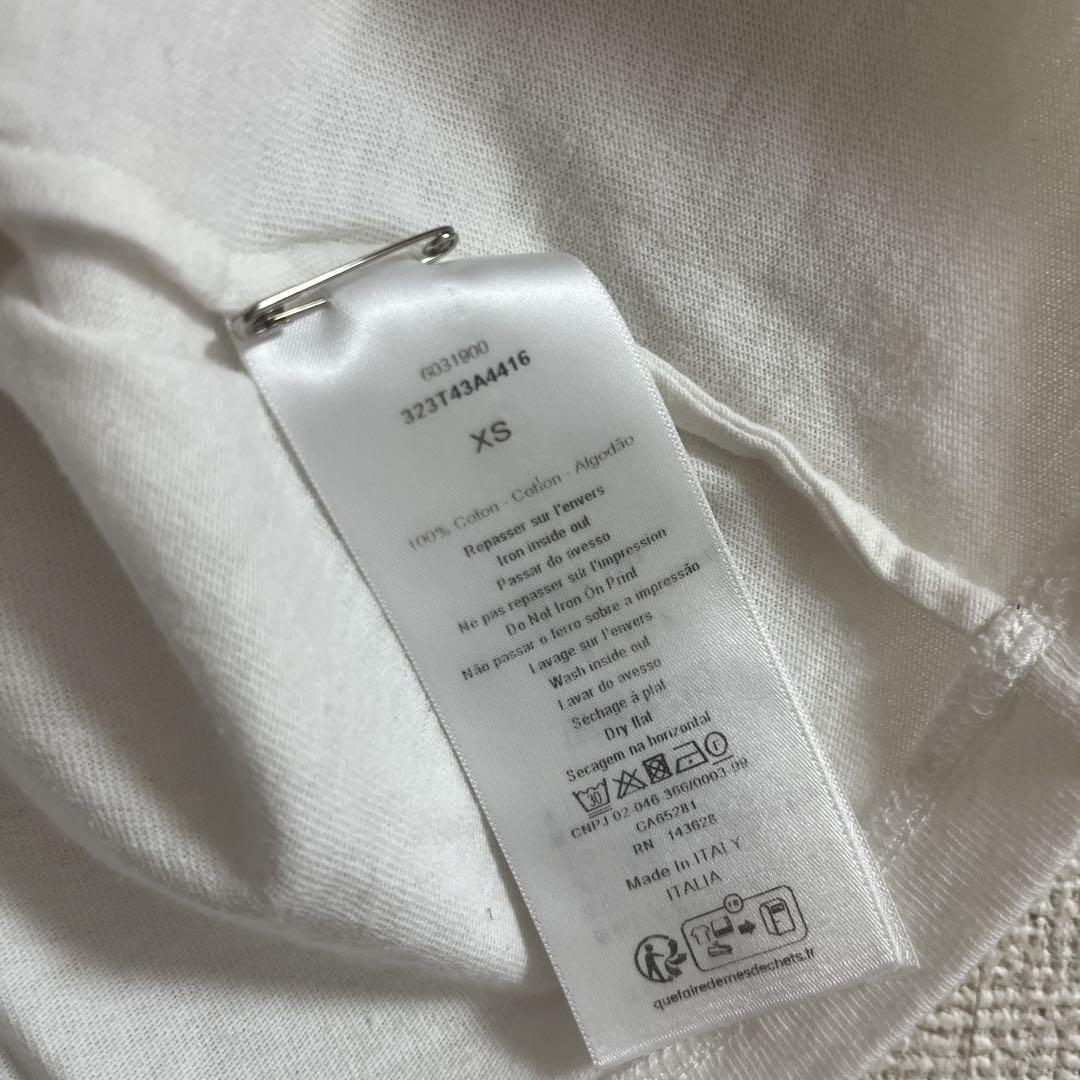 6031900
323T43A4416
XS
100% Coton - Cotton - Algodão
Repasser sur l'envers
Iron inside out
Passar do avesso
Ne pas repasser sur l'impression
Do Not Iron On Print
Não passar o ferro sobre a impressão
Lavage sur l'envers
Wash inside out
Lavar do avesso
Séchage à plat
Dry flat
Secagem na horizontal
30
F
CNPJ 02.046.366/0003.99
CA65281
RN 143628
Made In ITALY
ITALIA
FR
quefairedemesdechets.fr